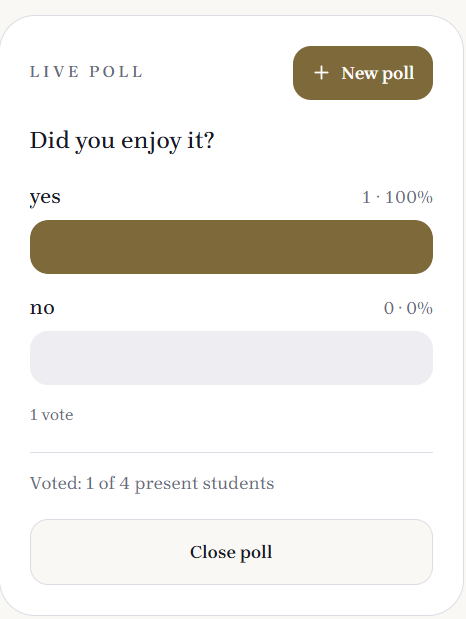 LIVE POLL
+ New poll
Did you enjoy it?
yes 1 · 100%
no 0 · 0%
1 vote
Voted: 1 of 4 present students
Close poll